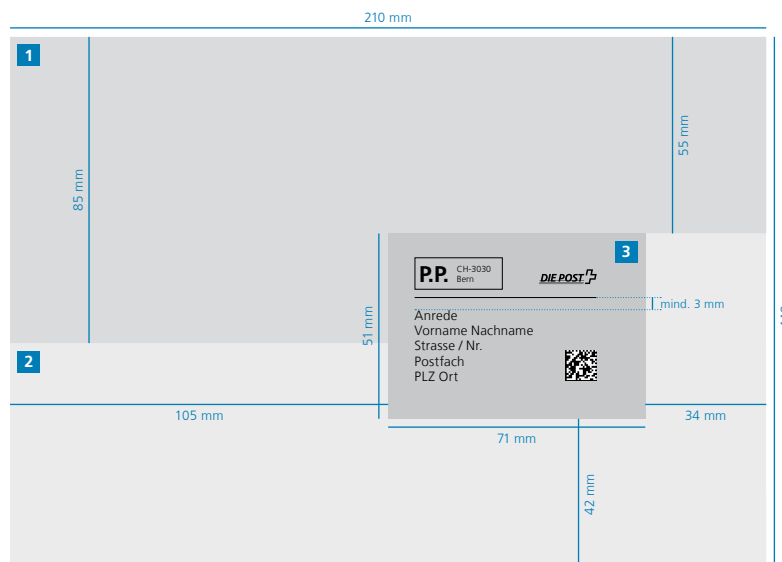 210 mm
1
55 mm
85 mm
3
P.P. CH-3030
Bern
DIE POST
mind. 3 mm
Anrede
Vorname Nachname
Strasse / Nr.
Postfach
PLZ Ort
51 mm
2
105 mm
34 mm
71 mm
42 mm